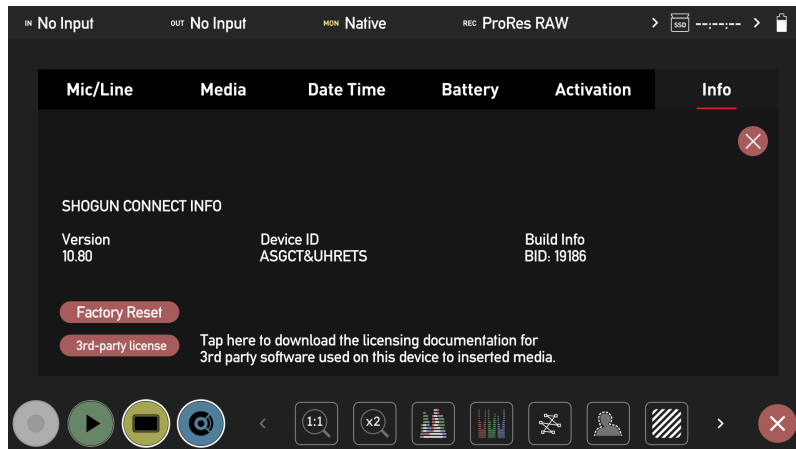 IN No Input OUT No Input MON Native REC ProRes RAW > SSD --:--:-- >
Mic/Line Media Date Time Battery Activation Info
SHOGUN CONNECT INFO
Version Device ID Build Info
10.80 ASGCT&UHRETS BID: 19186
Factory Reset
3rd-party license Tap here to download the licensing documentation for
3rd party software used on this device to inserted media.
1:1 x2